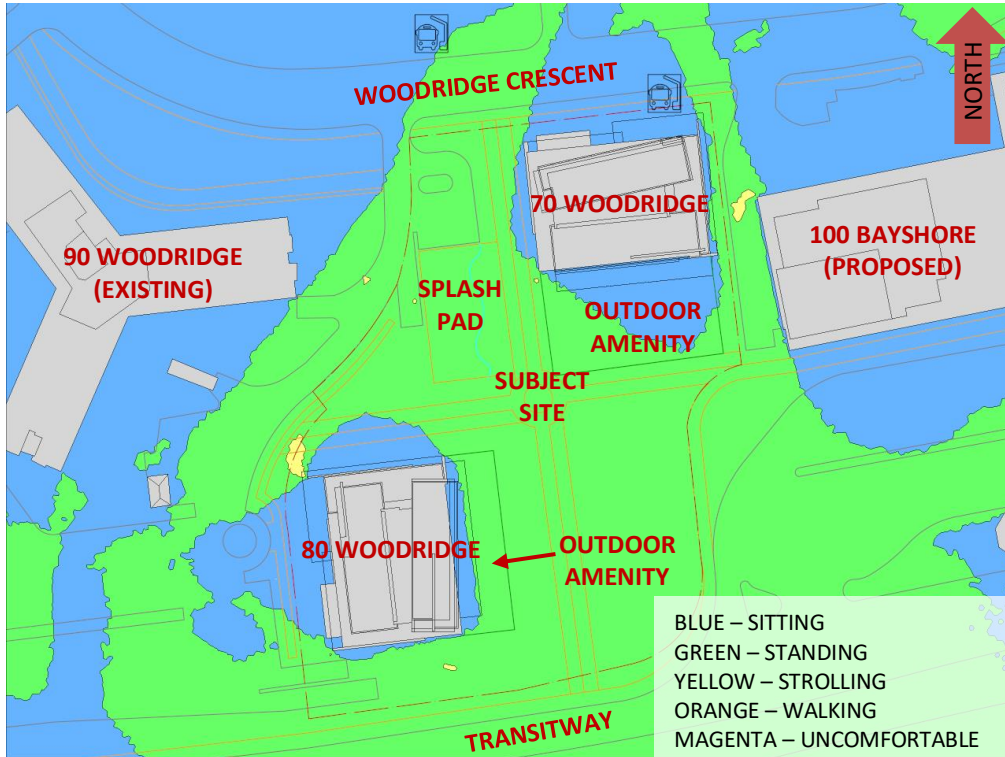 WOODRIDGE CRESCENT
NORTH
70 WOODRIDGE
90 WOODRIDGE
(EXISTING)
100 BAYSHORE
(PROPOSED)
SPLASH
PAD
OUTDOOR
AMENITY
SUBJECT
SITE
80 WOODRIDGE
OUTDOOR
AMENITY
TRANSITWAY
BLUE – SITTING
GREEN – STANDING
YELLOW – STROLLING
ORANGE – WALKING
MAGENTA – UNCOMFORTABLE